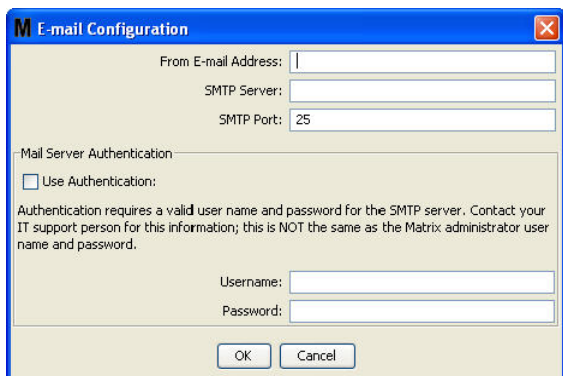 M E-mail Configuration
From E-mail Address:
SMTP Server:
SMTP Port: 25
Mail Server Authentication
Use Authentication:
Authentication requires a valid user name and password for the SMTP server. Contact your
IT support person for this information; this is NOT the same as the Matrix administrator user
name and password.
Username:
Password:
OK Cancel